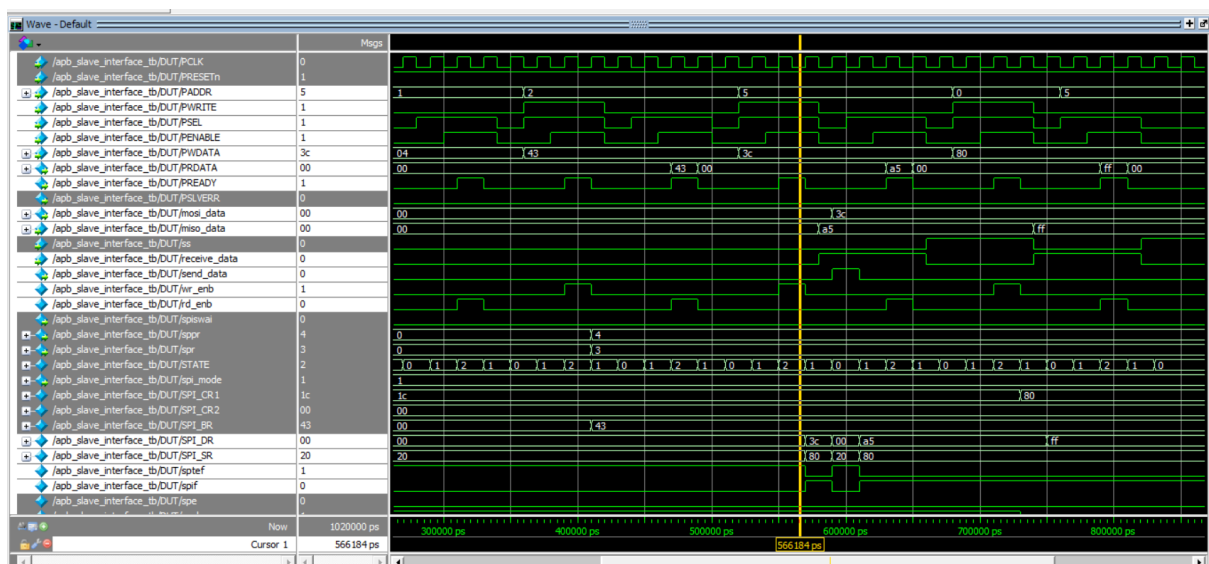 Wave - Default
Msgs
/apb_slave_interface_tb/DUT/PCLK 0
/apb_slave_interface_tb/DUT/PRESETn 1
/apb_slave_interface_tb/DUT/PADDR 5 1 2 5 0 5
/apb_slave_interface_tb/DUT/PWRITE 1
/apb_slave_interface_tb/DUT/PSEL 1
/apb_slave_interface_tb/DUT/PENABLE 1
/apb_slave_interface_tb/DUT/PWDATA 3c 04 43 3c 80
/apb_slave_interface_tb/DUT/PRDATA 00 00 43 00 a5 00 ff 00
/apb_slave_interface_tb/DUT/PREADY 1
/apb_slave_interface_tb/DUT/PSLVERR 0
/apb_slave_interface_tb/DUT/mosi_data 00 00 3c
/apb_slave_interface_tb/DUT/miso_data 00 00 a5 ff
/apb_slave_interface_tb/DUT/ss 0
/apb_slave_interface_tb/DUT/receive_data 0
/apb_slave_interface_tb/DUT/send_data 0
/apb_slave_interface_tb/DUT/wr_enb 1
/apb_slave_interface_tb/DUT/rd_enb 0
/apb_slave_interface_tb/DUT/spiswai 0
/apb_slave_interface_tb/DUT/sppr 4 0 4
/apb_slave_interface_tb/DUT/spr 3 0 3
/apb_slave_interface_tb/DUT/STATE 2 0 1 2 1 0 1 2 1 0 1 2 1 0 1 2 1 0 1 2 1 0 1 2 1 0 1 2 1 0
/apb_slave_interface_tb/DUT/spi_mode 1 1
/apb_slave_interface_tb/DUT/SPI_CR1 1c 1c 80
/apb_slave_interface_tb/DUT/SPI_CR2 00 00
/apb_slave_interface_tb/DUT/SPI_BR 43 00 43
/apb_slave_interface_tb/DUT/SPI_DR 00 00 3c 00 a5 ff
/apb_slave_interface_tb/DUT/SPI_SR 20 20 80 20 80
/apb_slave_interface_tb/DUT/sptef 1
/apb_slave_interface_tb/DUT/spif 0
/apb_slave_interface_tb/DUT/spe 0
Now 1020000 ps 300000 ps 400000 ps 500000 ps 600000 ps 700000 ps 800000 ps
Cursor 1 566184 ps 566184 ps